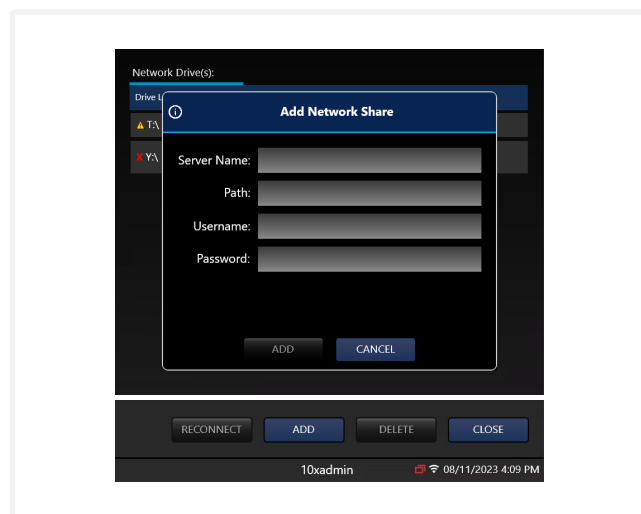 Network Drive(s):
Drive L
Add Network Share
T:\
Y:\
Server Name:
Path:
Username:
Password:
ADD CANCEL
RECONNECT ADD DELETE CLOSE
10xadmin 08/11/2023 4:09 PM